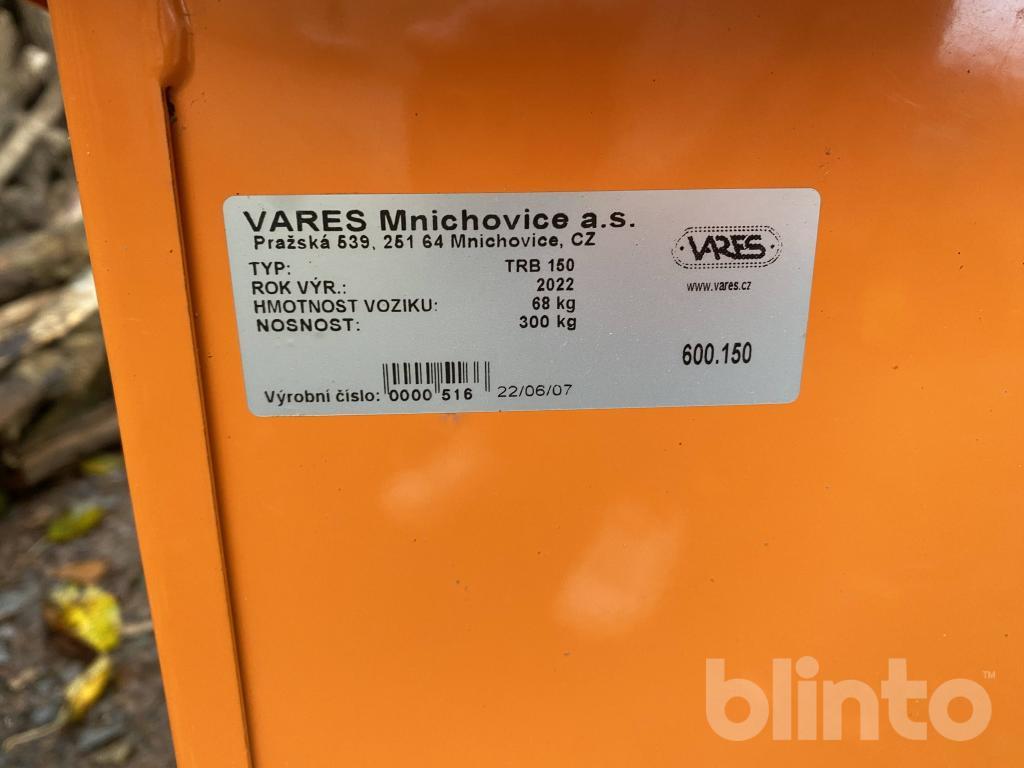 VARES Mnichovice a.s.
Pražská 539, 251 64 Mnichovice, CZ
VARES
www.vares.cz
TYP: TRB 150
ROK VÝR.: 2022
HMOTNOST VOZIKU: 68 kg
NOSNOST: 300 kg
600.150
Výrobní číslo: 0000 516 22/06/07
blinto™